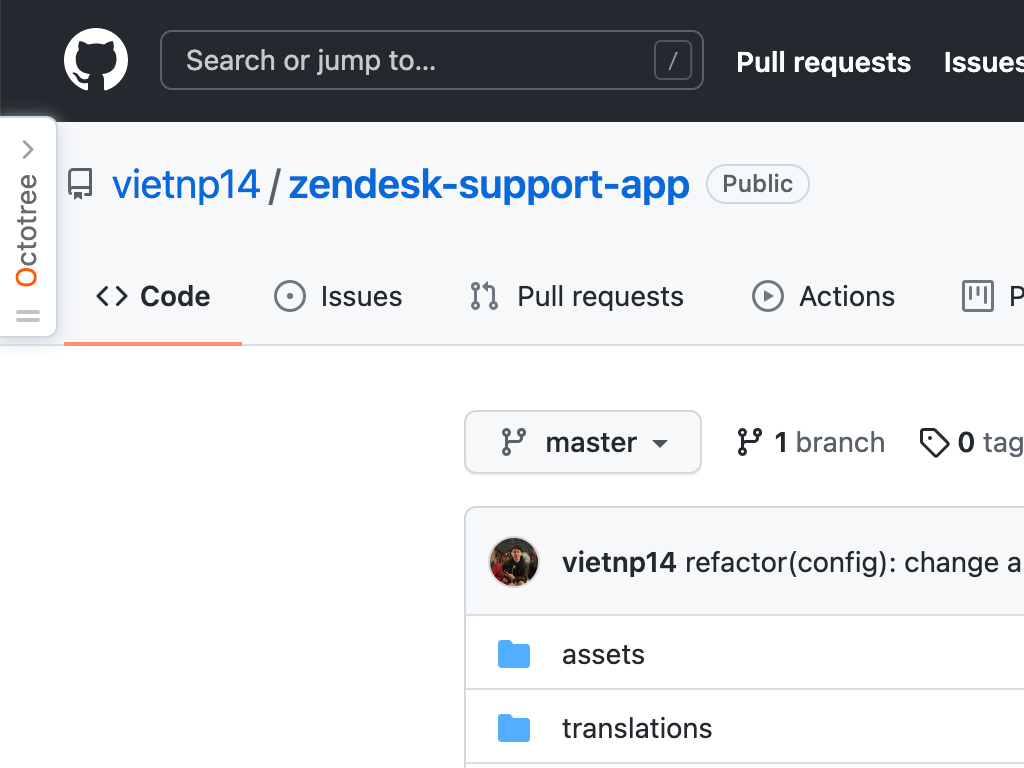 Search or jump to... /
Pull requests
Issues
Octotree
vietnp14 / zendesk-support-app
Public
Code
Issues
Pull requests
Actions
P
master
1 branch
0 tag
vietnp14 refactor(config): change a
assets
translations